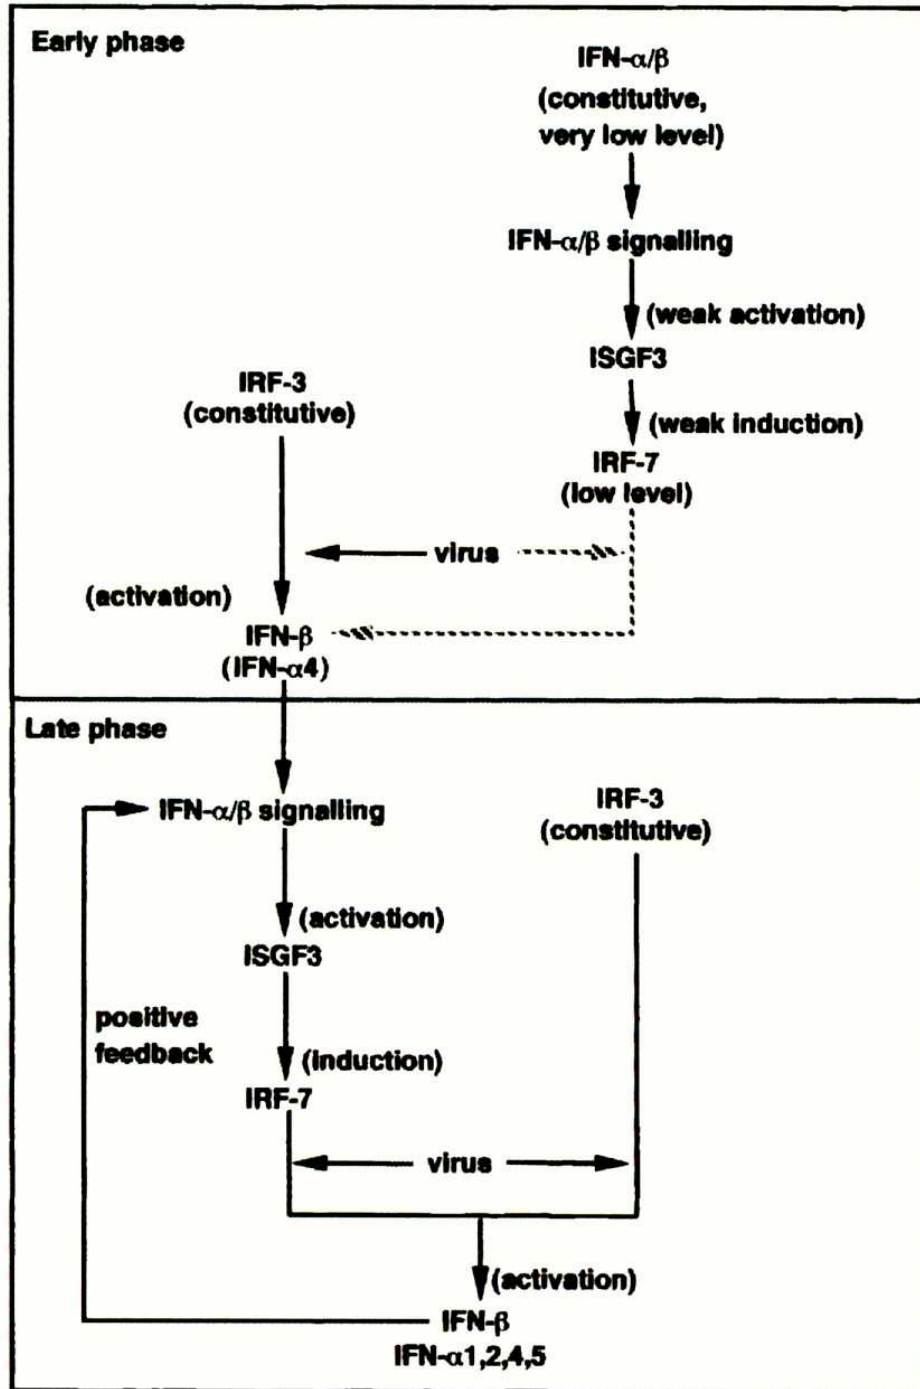 Early phase
IFN-α/β
(constitutive,
very low level)
IFN-α/β signalling
(weak activation)
ISGF3
IRF-3
(constitutive)
(weak induction)
IRF-7
(low level)
virus
(activation)
IFN-β
(IFN-α4)
Late phase
IFN-α/β signalling
IRF-3
(constitutive)
(activation)
ISGF3
positive
feedback
(induction)
IRF-7
virus
(activation)
IFN-β
IFN-α1,2,4,5